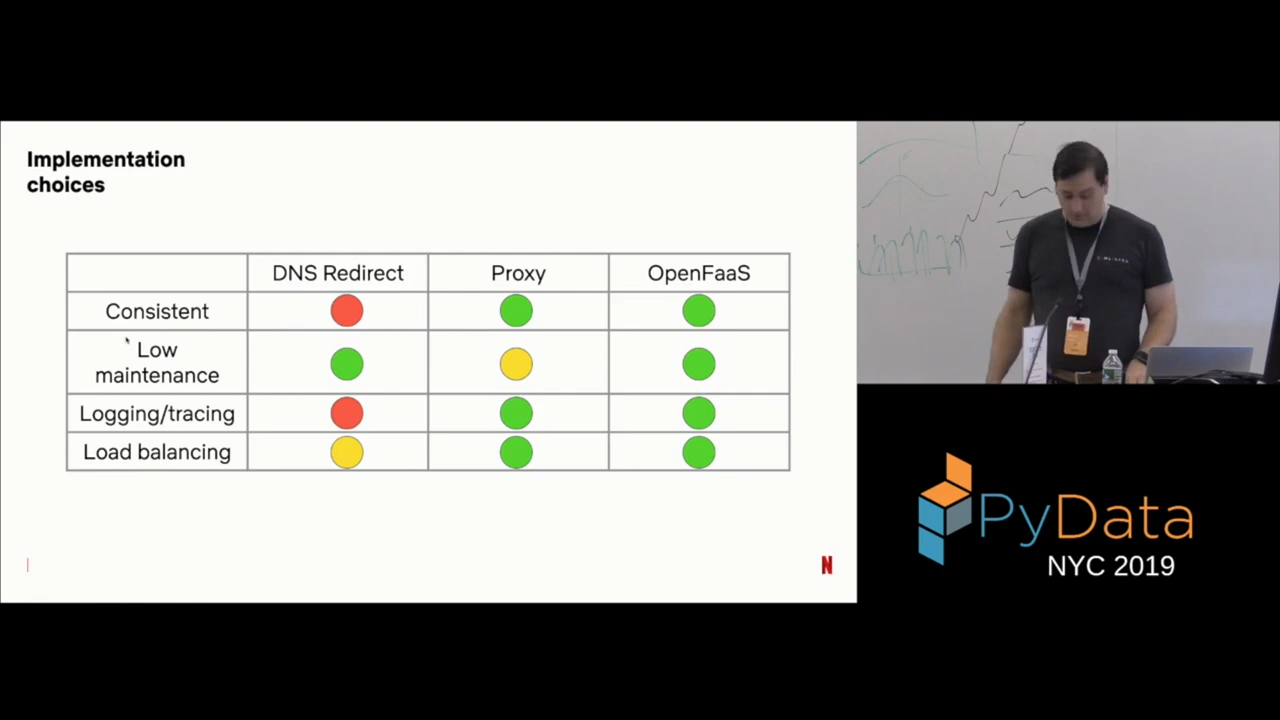 Implementation
choices
DNS Redirect
Proxy
OpenFaaS
Consistent
Low
maintenance
Logging/tracing
Load balancing
N
PyData
NYC 2019